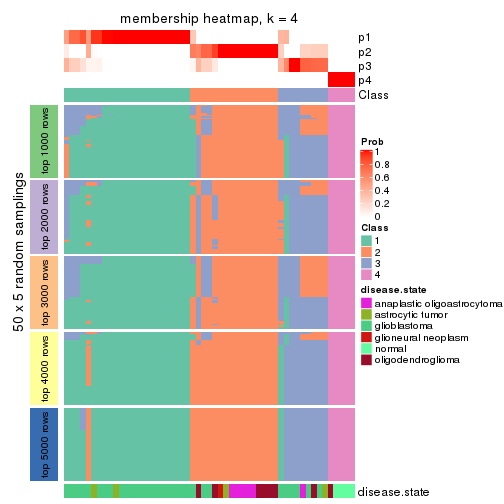 membership heatmap, k = 4
p1
p2
p3
p4
Class
50 x 5 random samplings
top 1000 rows
top 2000 rows
top 3000 rows
top 4000 rows
top 5000 rows
disease.state
Prob
1
0.8
0.6
0.4
0.2
0
Class
1
2
3
4
disease.state
anaplastic oligoastrocytoma
astrocytic tumor
glioblastoma
glioneural neoplasm
normal
oligodendroglioma